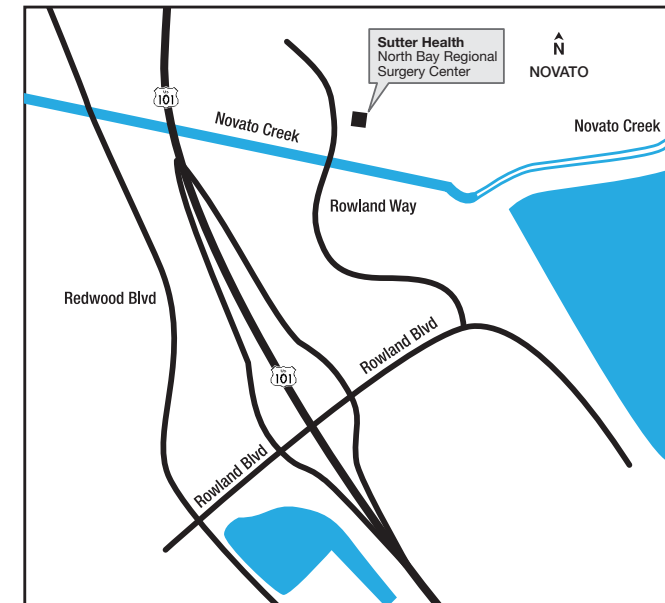 Sutter Health
North Bay Regional
Surgery Center
N
NOVATO
US
101
Novato Creek
Novato Creek
Rowland Way
Redwood Blvd
Rowland Blvd
US
101
Rowland Blvd